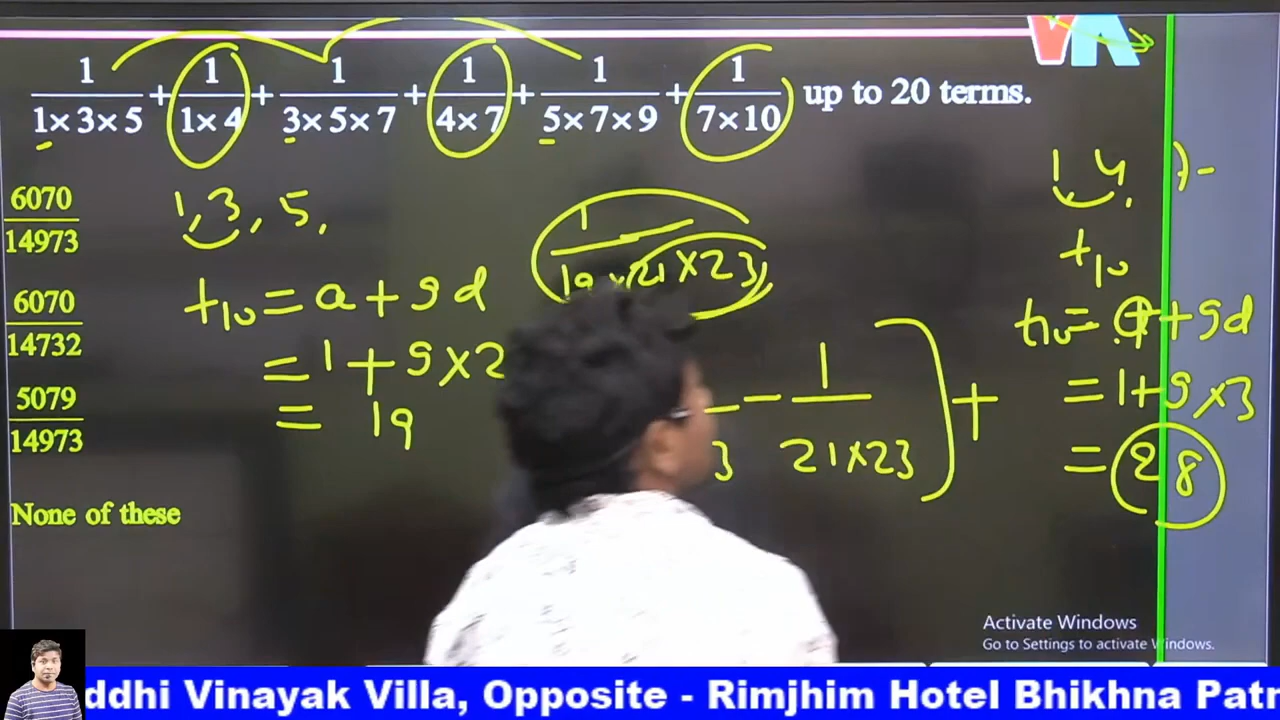 1/(1×3×5) + 1/(1×4) + 1/(3×5×7) + 1/(4×7) + 1/(5×7×9) + 1/(7×10) up to 20 terms.
VA
6070/14973
6070/14732
5079/14973
None of these
1, 3, 5,
t10 = a + 9d
= 1 + 9×2
= 19
1/(19×21×23)
- 1/(21×23) ] +
1, 4, 7-
t10
t10 = a + 9d
= 1 + 9×3
= 28
Activate Windows
Go to Settings to activate Windows.
ddhi Vinayak Villa, Opposite - Rimjhim Hotel Bhikhna Patn